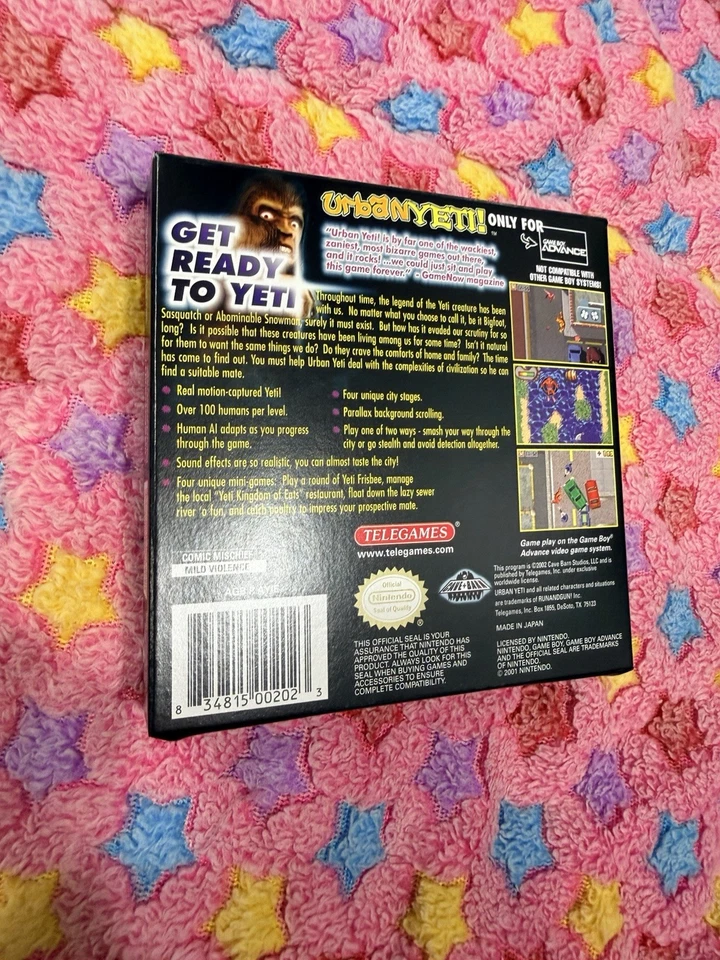 UrbanYETI!™
ONLY FOR
GAME BOY
ADVANCE
NOT COMPATIBLE WITH
OTHER GAME BOY SYSTEMS!
GET
READY
TO YETI
"Urban Yeti! is by far one of the wackiest,
zaniest, most bizarre games out there,
and it rocks! ...we could just sit and play
this game forever." - GameNow magazine
Throughout time, the legend of the Yeti creature has been
with us. No matter what you choose to call it, be it Bigfoot,
Sasquatch or Abominable Snowman, surely it must exist. But how has it evaded our scrutiny for so
long? Is it possible that these creatures have been living among us for some time? Isn't it natural
for them to want the same things we do? Do they crave the comforts of home and family? The time
has come to find out. You must help Urban Yeti deal with the complexities of civilization so he can
find a suitable mate.
Real motion-captured Yeti!
Over 100 humans per level.
Human AI adapts as you progress
through the game.
Four unique city stages.
Parallax background scrolling.
Play one of two ways - smash your way through the
city or go stealth and avoid detection altogether.
Sound effects are so realistic, you can almost taste the city!
Four unique mini-games: Play a round of Yeti Frisbee, manage
the local "Yeti Kingdom of Eats" restaurant, float down the lazy sewer
river 'o fun, and catch poultry to impress your prospective mate.
TELEGAMES®
www.telegames.com
Game play on the Game Boy®
Advance video game system.
COMIC MISCHIEF
MILD VIOLENCE
Official
Nintendo
Seal of Quality
®
CAVE BARN
This program is ©2002 Cave Barn Studios, LLC and is
published by Telegames, Inc. under exclusive
worldwide license.
URBAN YETI and all related characters and situations
are trademarks of RUNANDGUN! Inc.
Telegames, Inc. Box 1855, DeSoto, TX 75123
MADE IN JAPAN
THIS OFFICIAL SEAL IS YOUR
ASSURANCE THAT NINTENDO HAS
APPROVED THE QUALITY OF THIS
PRODUCT. ALWAYS LOOK FOR THIS
SEAL WHEN BUYING GAMES AND
ACCESSORIES TO ENSURE
COMPLETE COMPATIBILITY.
LICENSED BY NINTENDO.
NINTENDO, GAME BOY, GAME BOY ADVANCE
AND THE OFFICIAL SEAL ARE TRADEMARKS
OF NINTENDO.
© 2001 NINTENDO.
8 34815 00202 3